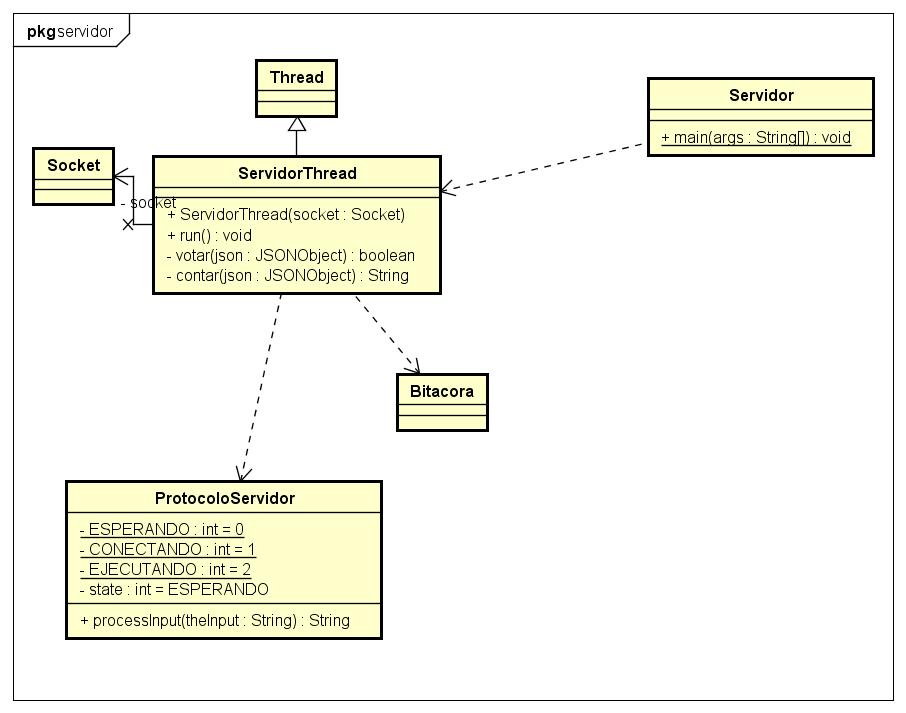 pkg servidor
Thread
Servidor
+ main(args : String[]) : void
Socket
- socket
ServidorThread
+ ServidorThread(socket : Socket)
+ run() : void
- votar(json : JSONObject) : boolean
- contar(json : JSONObject) : String
Bitacora
ProtocoloServidor
- ESPERANDO : int = 0
- CONECTANDO : int = 1
- EJECUTANDO : int = 2
- state : int = ESPERANDO
+ processInput(theInput : String) : String